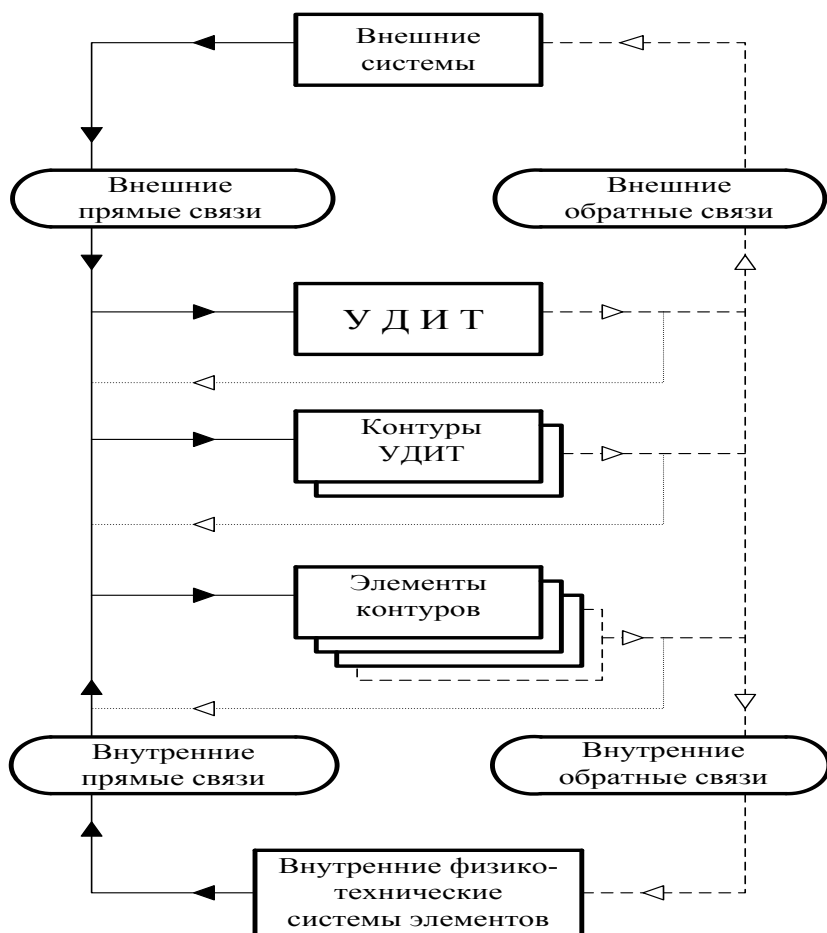 Внешние
системы
Внешние
прямые связи
Внешние
обратные связи
У Д И Т
Контуры
УДИТ
Элементы
контуров
Внутренние
прямые связи
Внутренние
обратные связи
Внутренние физико-
технические
системы элементов